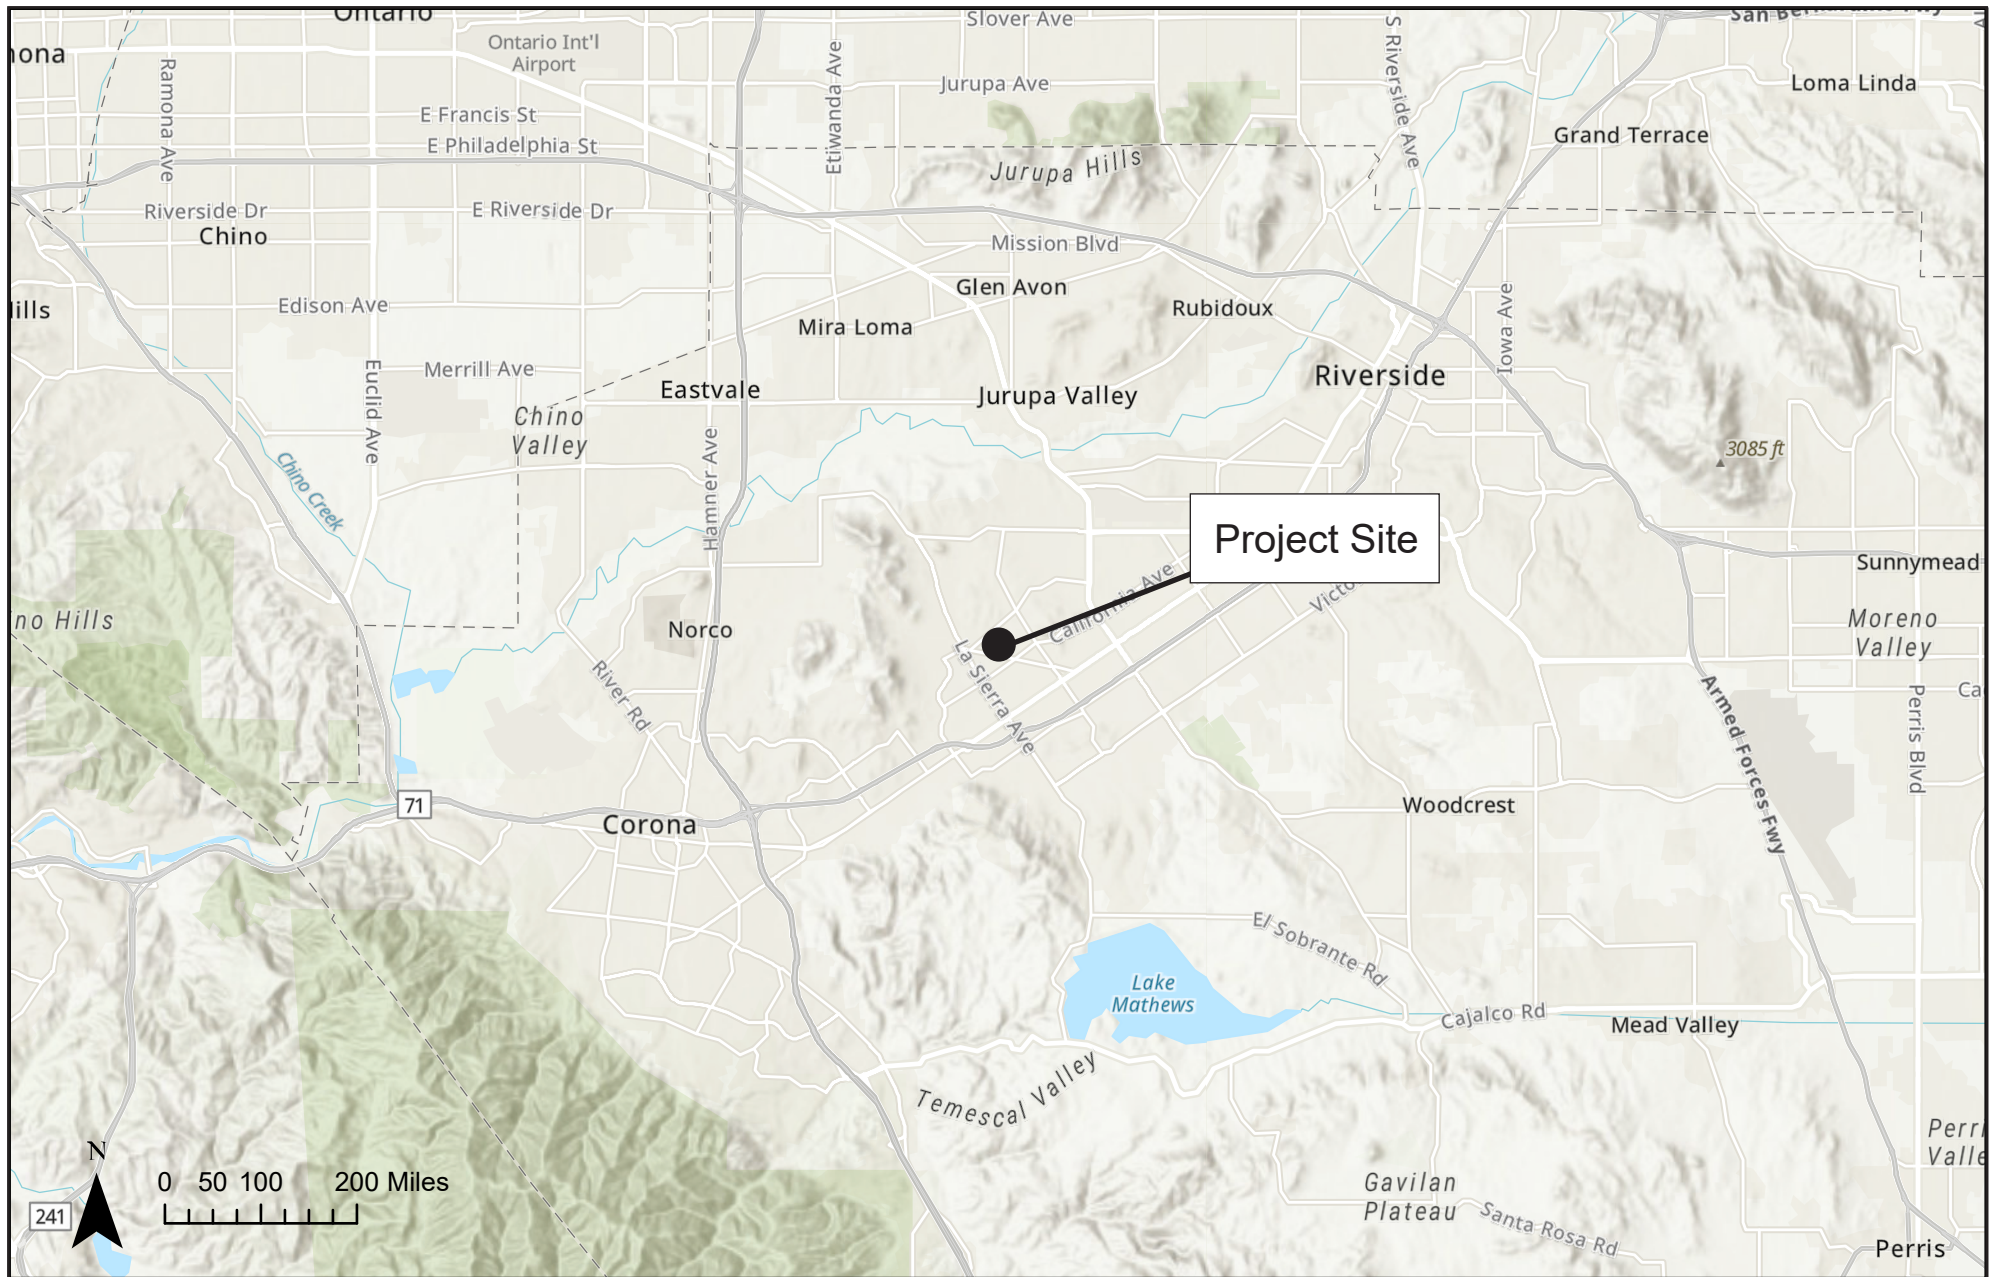 Ontario
Slover Ave
Ontario Int'l
Airport
Jurupa Ave
S Riverside Ave
Loma Linda
Ramona Ave
Etiwanda Ave
E Francis St
E Philadelphia St
Grand Terrace
Jurupa Hills
Riverside Dr
E Riverside Dr
Chino
Mission Blvd
Glen Avon
Edison Ave
Rubidoux
Mira Loma
Iowa Ave
Merrill Ave
Euclid Ave
Eastvale
Jurupa Valley
Riverside
Chino
Valley
3085 ft
Chino Creek
Hamner Ave
Project Site
Sunnymead
California Ave
Norco
Moreno
Valley
River Rd
La Sierra Ave
Armed Forces Fwy
Perris Blvd
71
Corona
Woodcrest
El Sobrante Rd
Lake
Mathews
Cajalco Rd
Mead Valley
Temescal Valley
N
0 50 100 200 Miles
241
Gavilan
Plateau
Santa Rosa Rd
Perris